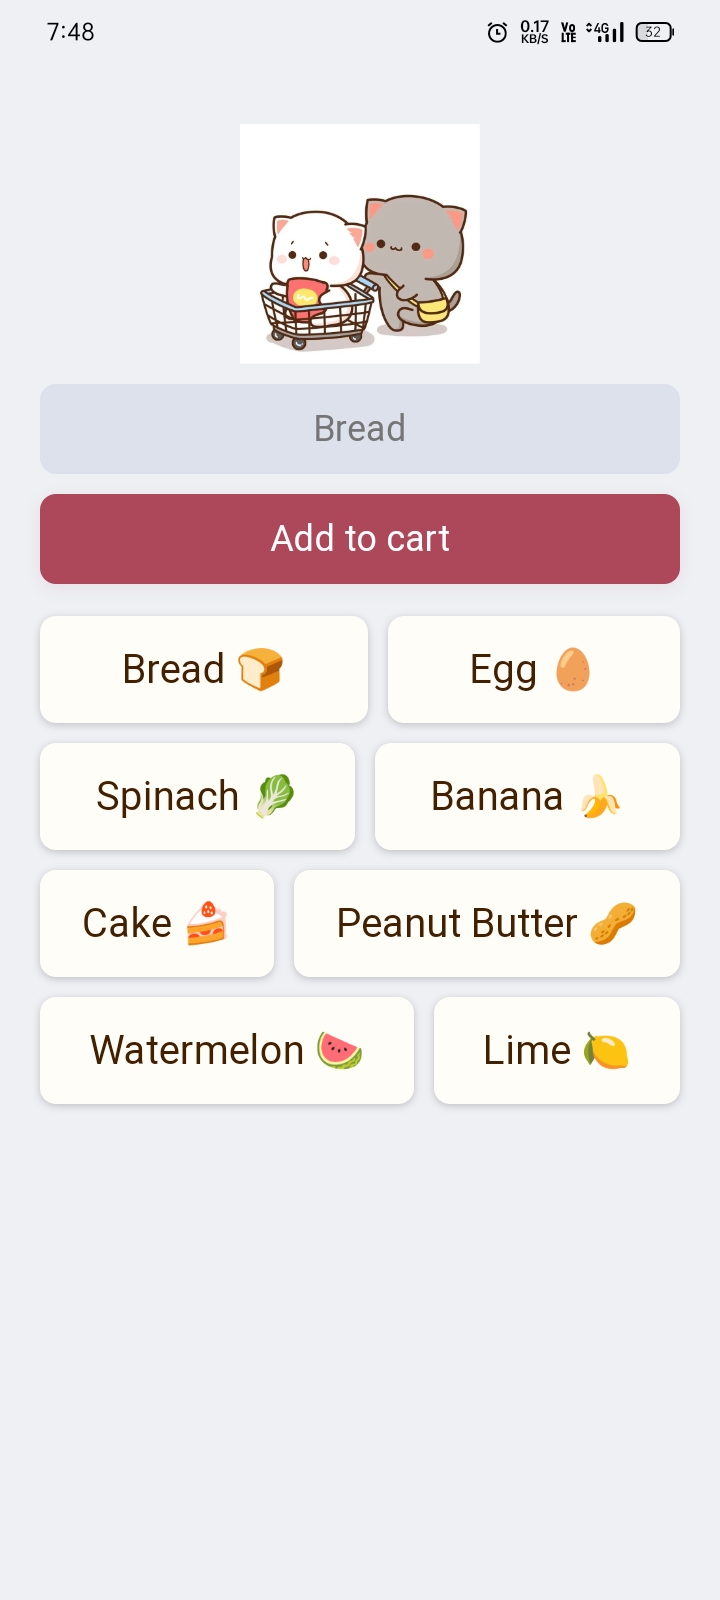 7:48 0.17 KB/S Vo LTE 4G 32
Bread
Add to cart
Bread 🍞 Egg 🥚
Spinach 🥬 Banana 🍌
Cake 🍰 Peanut Butter 🥜
Watermelon 🍉 Lime 🍋